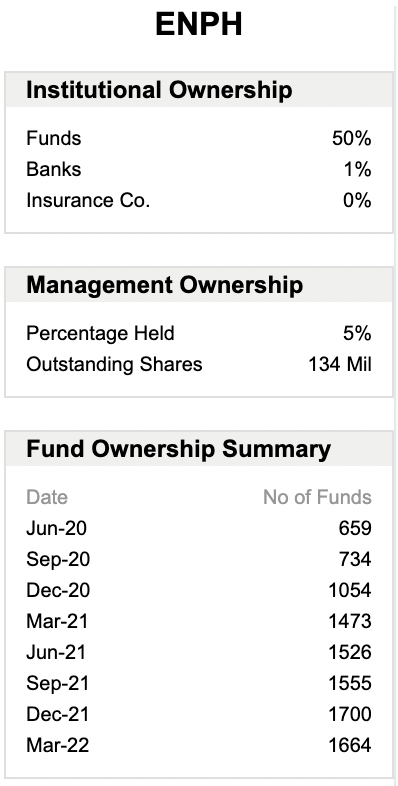 ENPH
Institutional Ownership
Funds 50%
Banks 1%
Insurance Co. 0%
Management Ownership
Percentage Held 5%
Outstanding Shares 134 Mil
Fund Ownership Summary
Date No of Funds
Jun-20 659
Sep-20 734
Dec-20 1054
Mar-21 1473
Jun-21 1526
Sep-21 1555
Dec-21 1700
Mar-22 1664